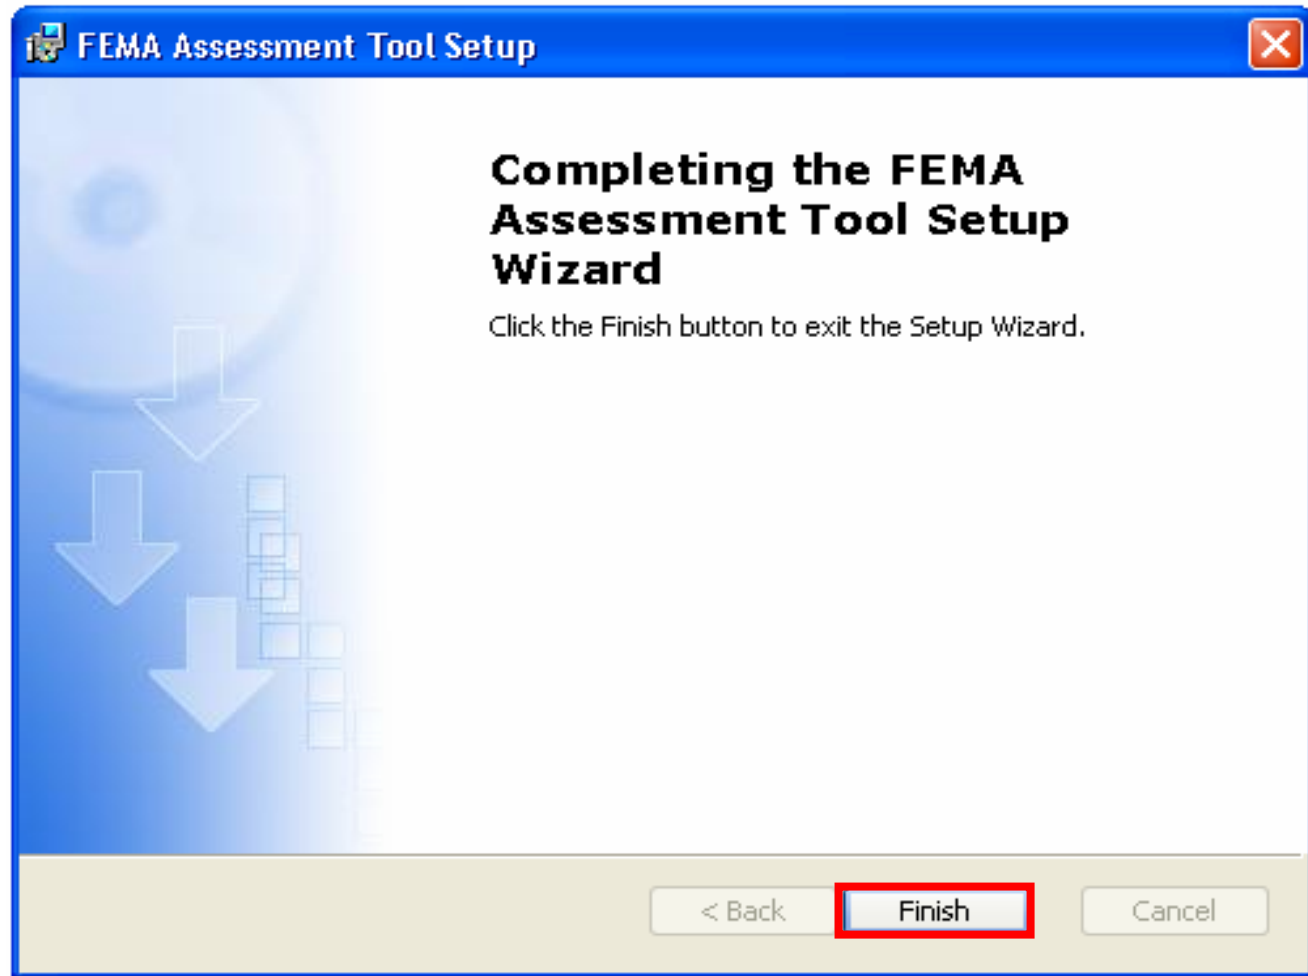 FEMA Assessment Tool Setup
Completing the FEMA
Assessment Tool Setup
Wizard
Click the Finish button to exit the Setup Wizard.
< Back Finish Cancel